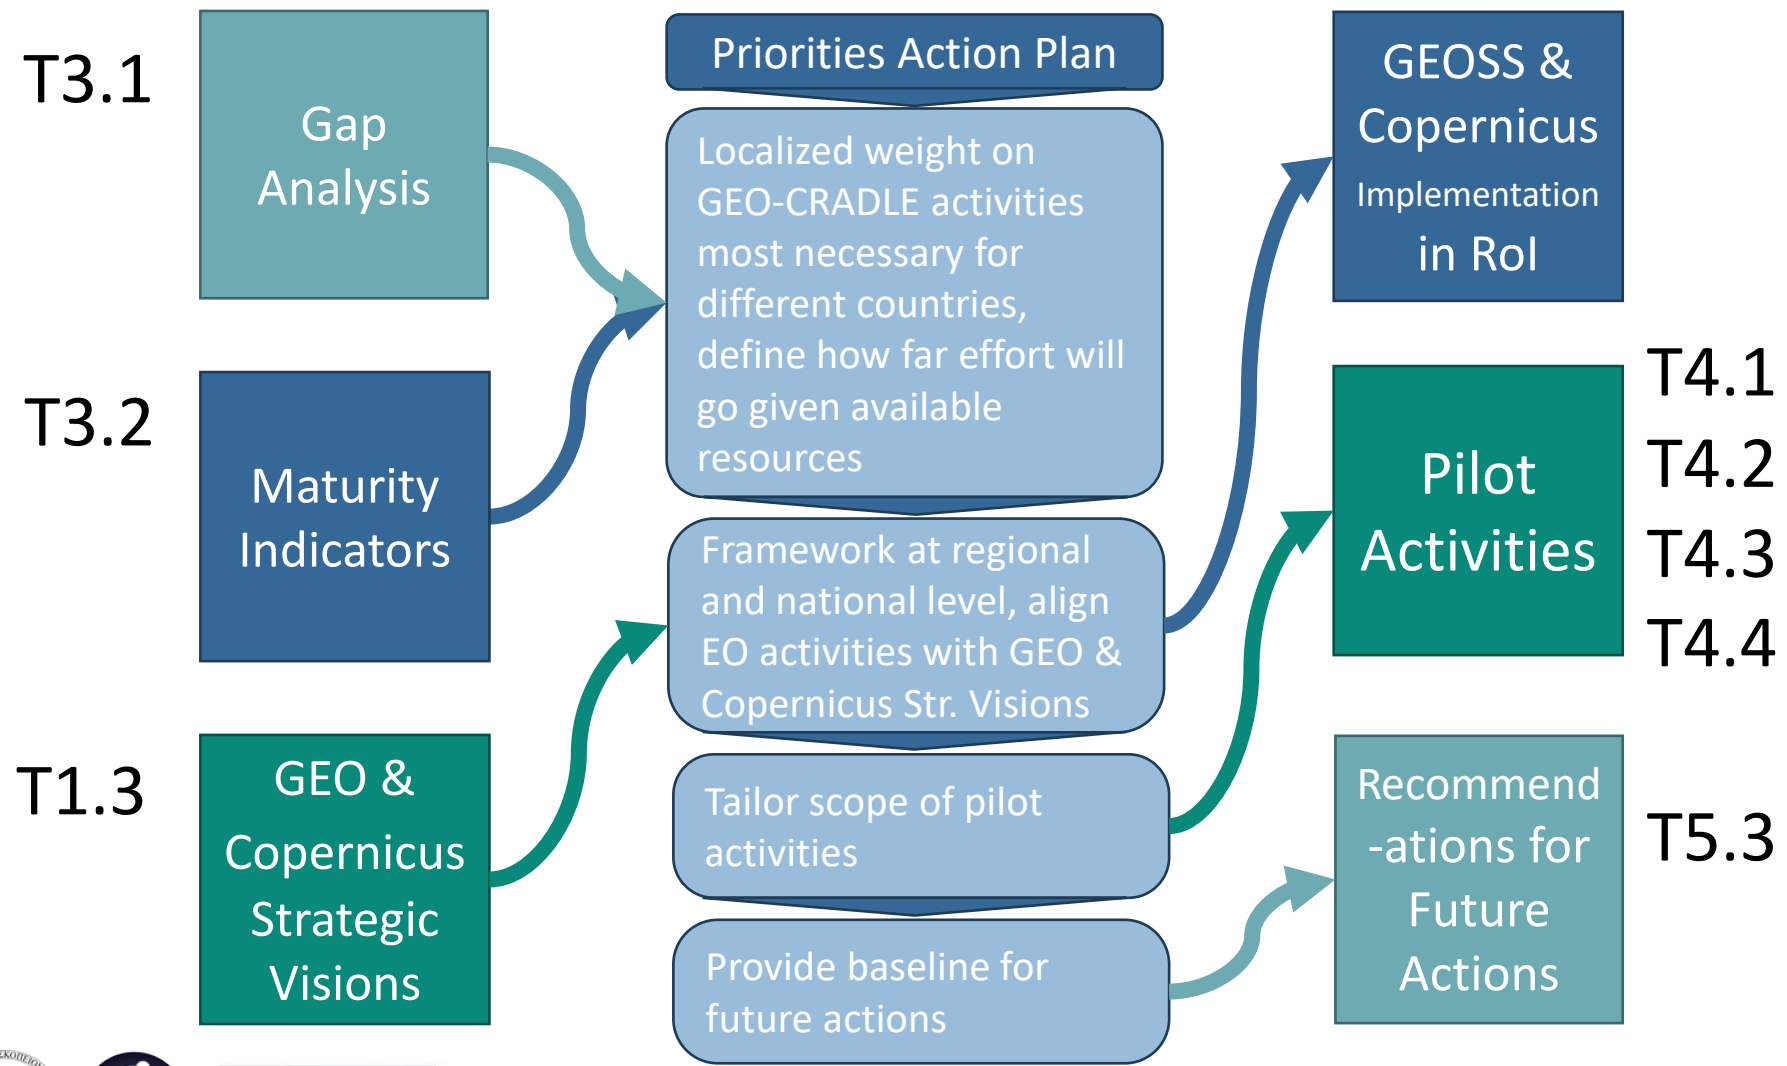 T3.1
Gap
Analysis
T3.2
Maturity
Indicators
T1.3
GEO &
Copernicus
Strategic
Visions
Priorities Action Plan
Localized weight on
GEO-CRADLE activities
most necessary for
different countries,
define how far effort will
go given available
resources
Framework at regional
and national level, align
EO activities with GEO &
Copernicus Str. Visions
Tailor scope of pilot
activities
Provide baseline for
future actions
GEOSS &
Copernicus
Implementation
in RoI
Pilot
Activities
T4.1
T4.2
T4.3
T4.4
Recommend
-ations for
Future
Actions
T5.3